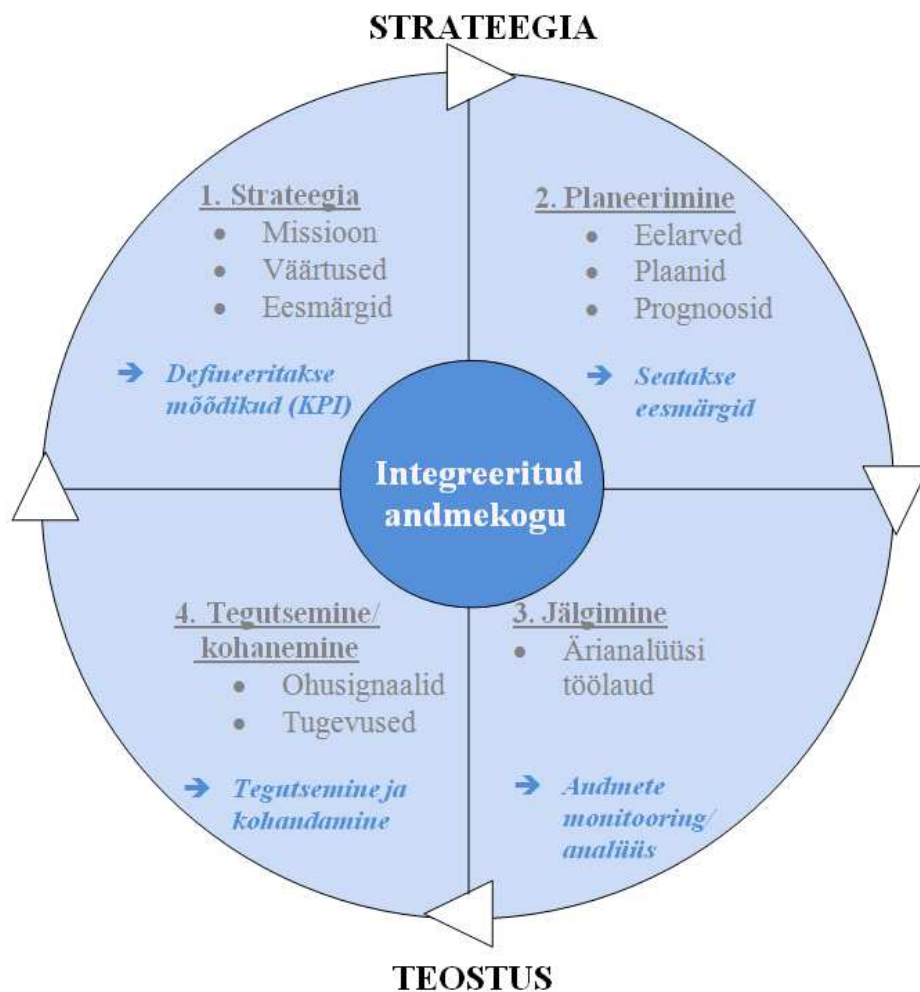 STRATEEGIA
1. Strateegia
• Missioon
• Väärtused
• Eesmärgid
➔ Defineeritakse
mõõdikud (KPI)
2. Planeerimine
• Eelarved
• Plaanid
• Prognoosid
➔ Seatakse
eesmärgid
Integreeritud
andmekogu
3. Jälgimine
• Ärianalüüsi
töölaud
➔ Andmete
monitooring/
analüüs
4. Tegutsemine/
kohanemine
• Ohusignaalid
• Tugevused
➔ Tegutsemine ja
kohandamine
TEOSTUS